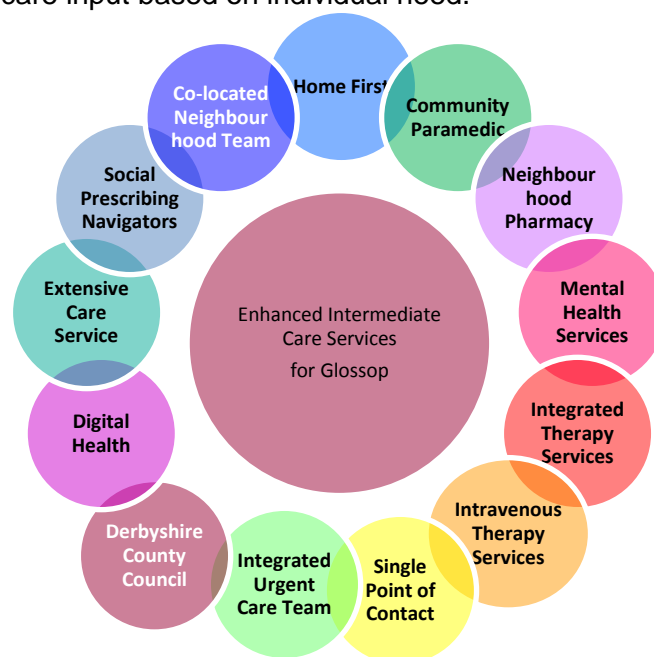 care input based on individual need.
Home First
Community
Paramedic
Neighbour
hood
Pharmacy
Mental
Health
Services
Integrated
Therapy
Services
Intravenous
Therapy
Services
Single
Point of
Contact
Integrated
Urgent
Care Team
Derbyshire
County
Council
Digital
Health
Extensive
Care
Service
Social
Prescribing
Navigators
Co-located
Neighbour
hood Team
Enhanced Intermediate
Care Services
for Glossop